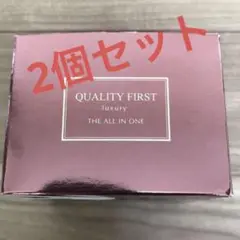 2個セット
QUALITY FIRST
luxury
THE ALL IN ONE